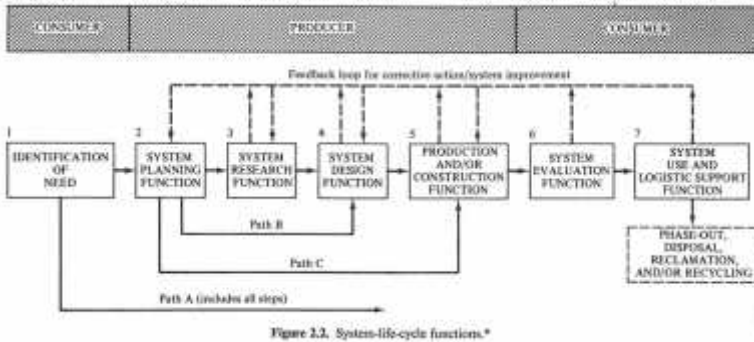 CONSUMER
PRODUCER
CONSUMER
Feedback loop for corrective action/system improvement
1
IDENTIFICATION
OF
NEED
2
SYSTEM
PLANNING
FUNCTION
3
SYSTEM
RESEARCH
FUNCTION
4
SYSTEM
DESIGN
FUNCTION
5
PRODUCTION
AND/OR
CONSTRUCTION
FUNCTION
6
SYSTEM
EVALUATION
FUNCTION
7
SYSTEM
USE AND
LOGISTIC SUPPORT
FUNCTION
Path B
Path C
Path A (includes all steps)
PHASE-OUT,
DISPOSAL,
RECLAMATION,
AND/OR RECYCLING
Figure 2.2. System-life-cycle functions.*